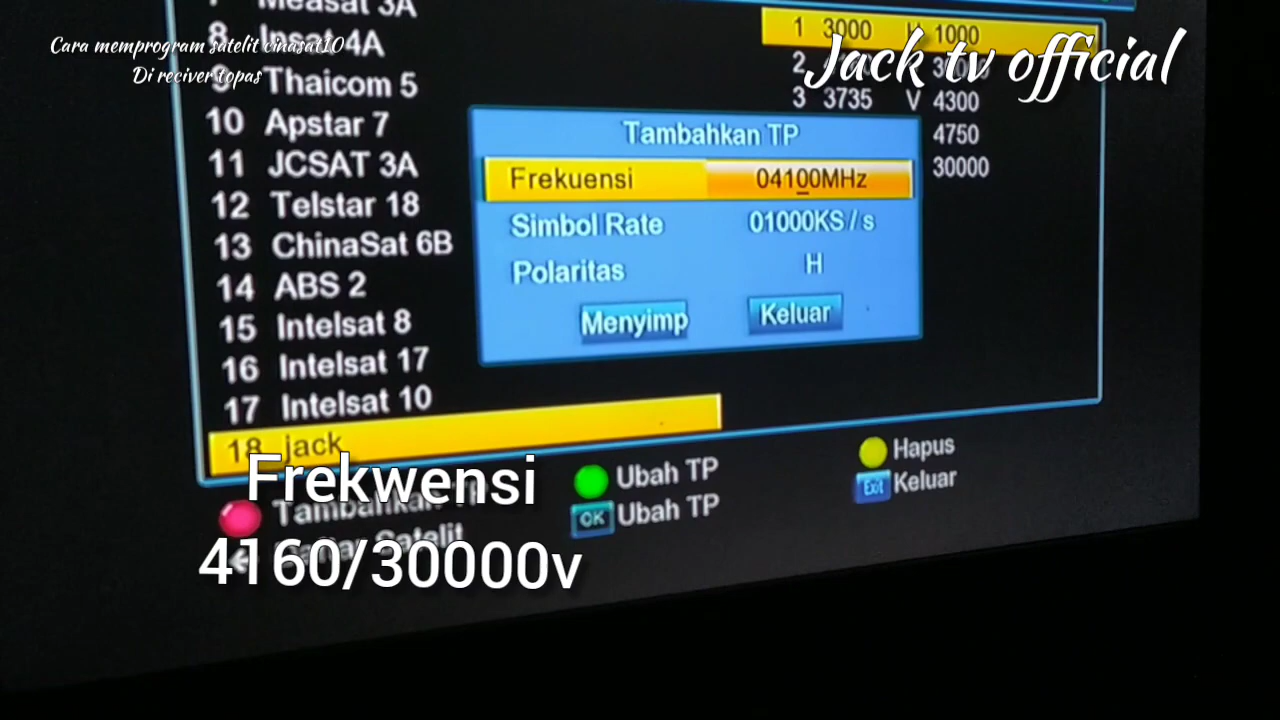 Cara memprogram satelit cinasat10
Di reciver topas
Jack tv official
Measat 3A
8 Insat 4A
9 Thaicom 5
10 Apstar 7
11 JCSAT 3A
12 Telstar 18
13 ChinaSat 6B
14 ABS 2
15 Intelsat 8
16 Intelsat 17
17 Intelsat 10
18 jack
1 3000 H 1000
2
3 3735 V 4300
4750
30000
Tambahkan TP
Frekuensi 04100MHz
Simbol Rate 01000KS / s
Polaritas H
Menyimp Keluar
Tambahkan TP
Ubah TP
Hapus
Satelit
OK Ubah TP
Exit Keluar
Frekwensi
4160/30000v